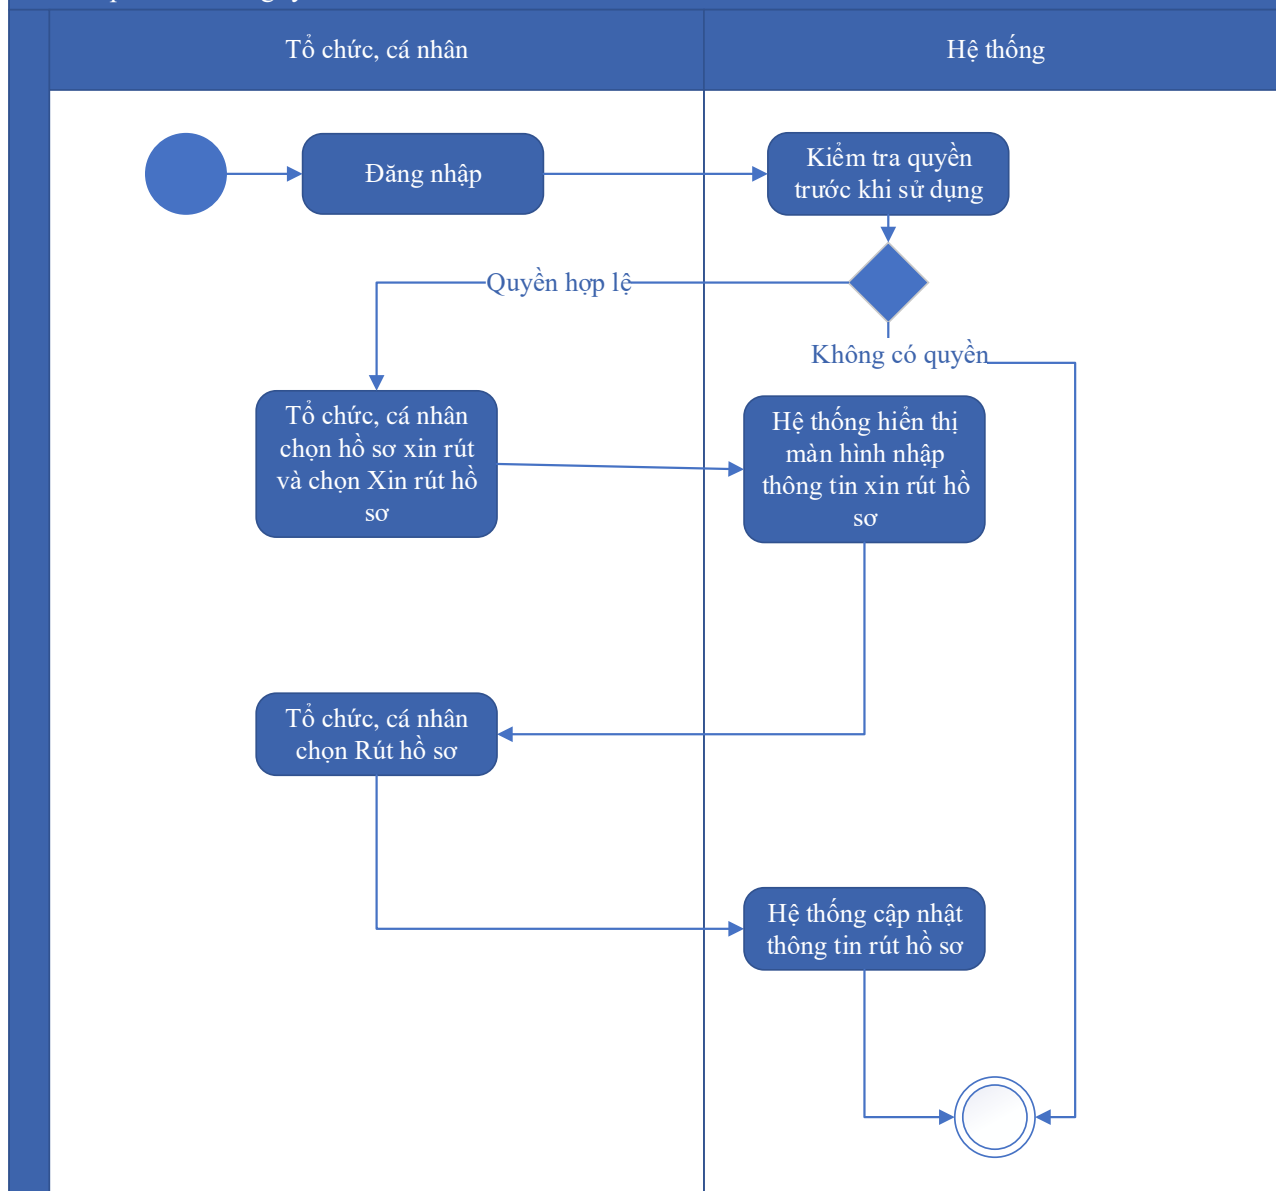 Tổ chức, cá nhân
Hệ thống
Đăng nhập
Kiểm tra quyền
trước khi sử dụng
Quyền hợp lệ
Không có quyền
Tổ chức, cá nhân
chọn hồ sơ xin rút
và chọn Xin rút hồ
sơ
Hệ thống hiển thị
màn hình nhập
thông tin xin rút hồ
sơ
Tổ chức, cá nhân
chọn Rút hồ sơ
Hệ thống cập nhật
thông tin rút hồ sơ